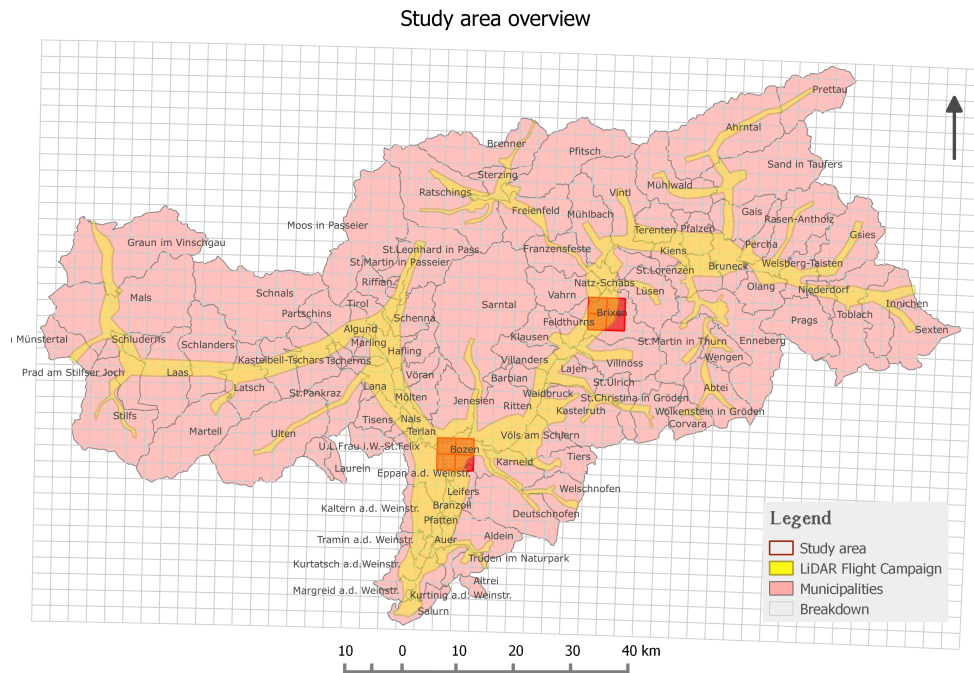 Study area overview
Prettau
Ahrntal
Brenner
Pfitsch
Sand in Taufers
Sterzing
Ratschings
Mühlwald
Vintl
Gais
Freienfeld
Mühlbach
Rasen-Antholz
Moos in Passeier
Terenten
Pfalzen
Gsies
Graun im Vinschgau
St.Leonhard in Pass.
Franzensfeste
Kiens
Percha
St.Martin in Passeier
Welsberg-Taisten
St.Lorenzen
Bruneck
Riffian
Natz-Schabs
Olang
Niederdorf
Schnals
Mals
Vahrn
Lüsen
Tirol
Sarntal
Innichen
Partschins
Brixen
Toblach
Schenna
Feldthurns
Prads
Sexten
Algund
Münstertal
Schluderns
Klausen
St.Martin in Thurn
Enneberg
Marling
Schlanders
Hafling
Wengen
Kastelbell-Tschars
Tscherms
Villanders
Villnöss
Prad am Stilfser Joch
Laas
Lajen
Vöran
Barbian
St.Ulrich
Latsch
Lana
Abtei
St.Pankraz
Waidbruck
Mölten
St.Christina in Gröden
Jenesien
Ritten
Kastelruth
Wolkenstein in Gröden
Stilfs
Tisens
Nals
Corvara
Martell
Ulten
Terlan
Völs am Schlern
U.L.Frau i.W.-St.Felix
Bozen
Tiers
Karneid
Laurein
Eppan a.d. Weinstr.
Leifers
Welschnofen
Kaltern a.d. Weinstr.
Branzoll
Deutschnofen
Pfatten
Tramin a.d. Weinstr.
Auer
Aldein
Truden im Naturpark
Kurtatsch a.d.Weinstr.
Altrei
Margreid a.d. Weinstr.
Kurtinig a.d. Weinstr.
Salurn
Legend
Study area
LiDAR Flight Campaign
Municipalities
Breakdown
10 0 10 20 30 40 km